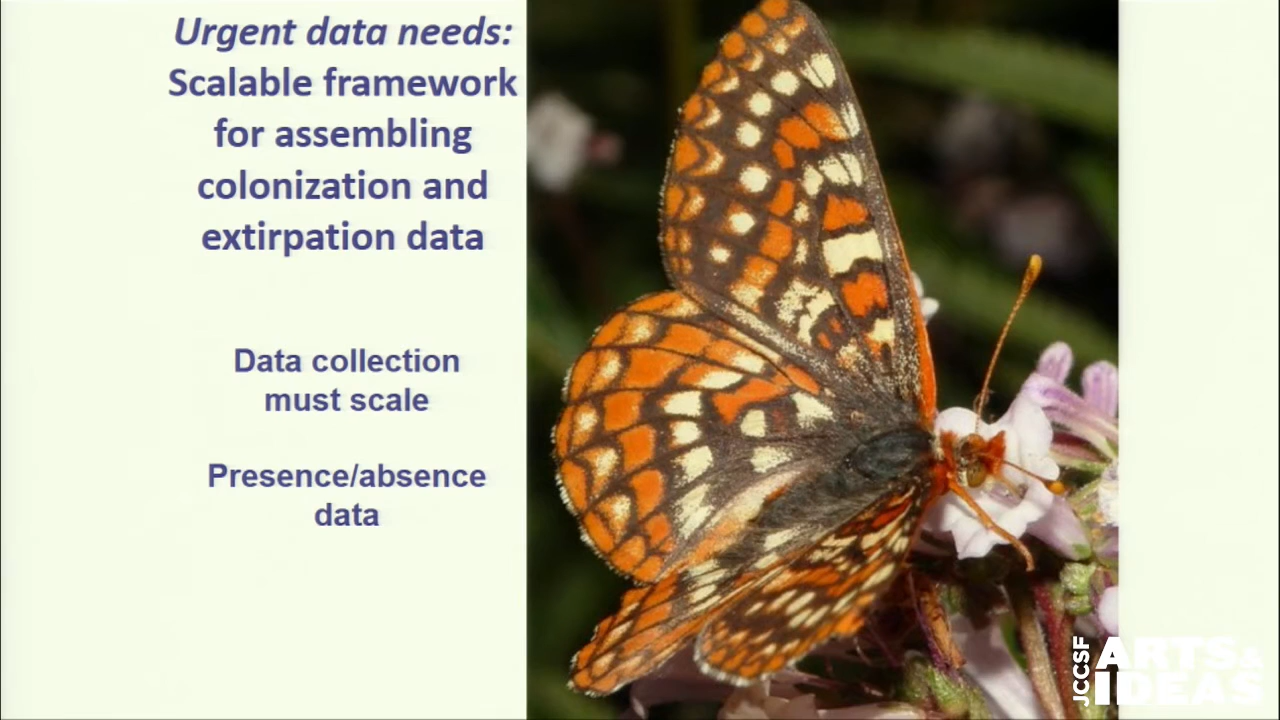 Urgent data needs:
Scalable framework
for assembling
colonization and
extirpation data
Data collection
must scale
Presence/absence
data
JCCSF
ARTS&
IDEAS